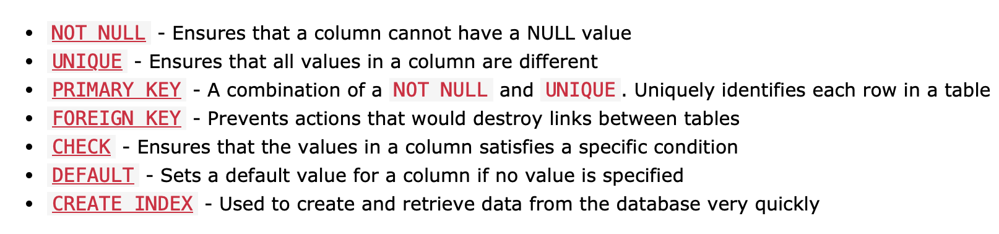 • NOT NULL - Ensures that a column cannot have a NULL value
• UNIQUE - Ensures that all values in a column are different
• PRIMARY KEY - A combination of a NOT NULL and UNIQUE. Uniquely identifies each row in a table
• FOREIGN KEY - Prevents actions that would destroy links between tables
• CHECK - Ensures that the values in a column satisfies a specific condition
• DEFAULT - Sets a default value for a column if no value is specified
• CREATE INDEX - Used to create and retrieve data from the database very quickly